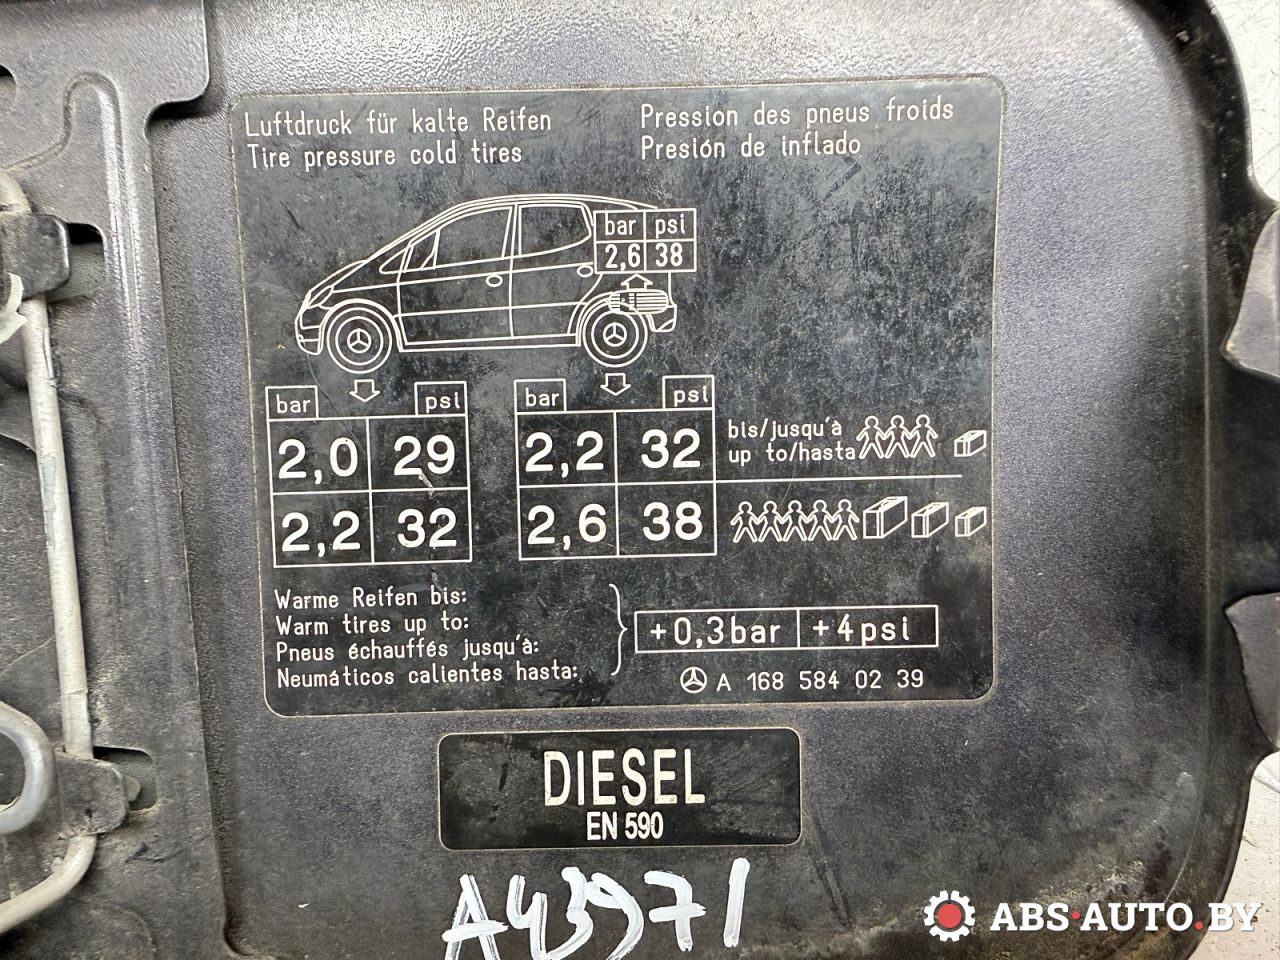 Luftdruck für kalte Reifen
Tire pressure cold tires
Pression des pneus froids
Presión de inflado
bar psi
2,6 38
bar psi
2,0 29
2,2 32
bar psi
2,2 32
2,6 38
bis/jusqu'à
up to/hasta
Warme Reifen bis:
Warm tires up to:
Pneus échauffés jusqu'à:
Neumáticos calientes hasta:
+0,3bar +4psi
A 168 584 02 39
DIESEL
EN 590
A43971
ABS-AUTO.BY